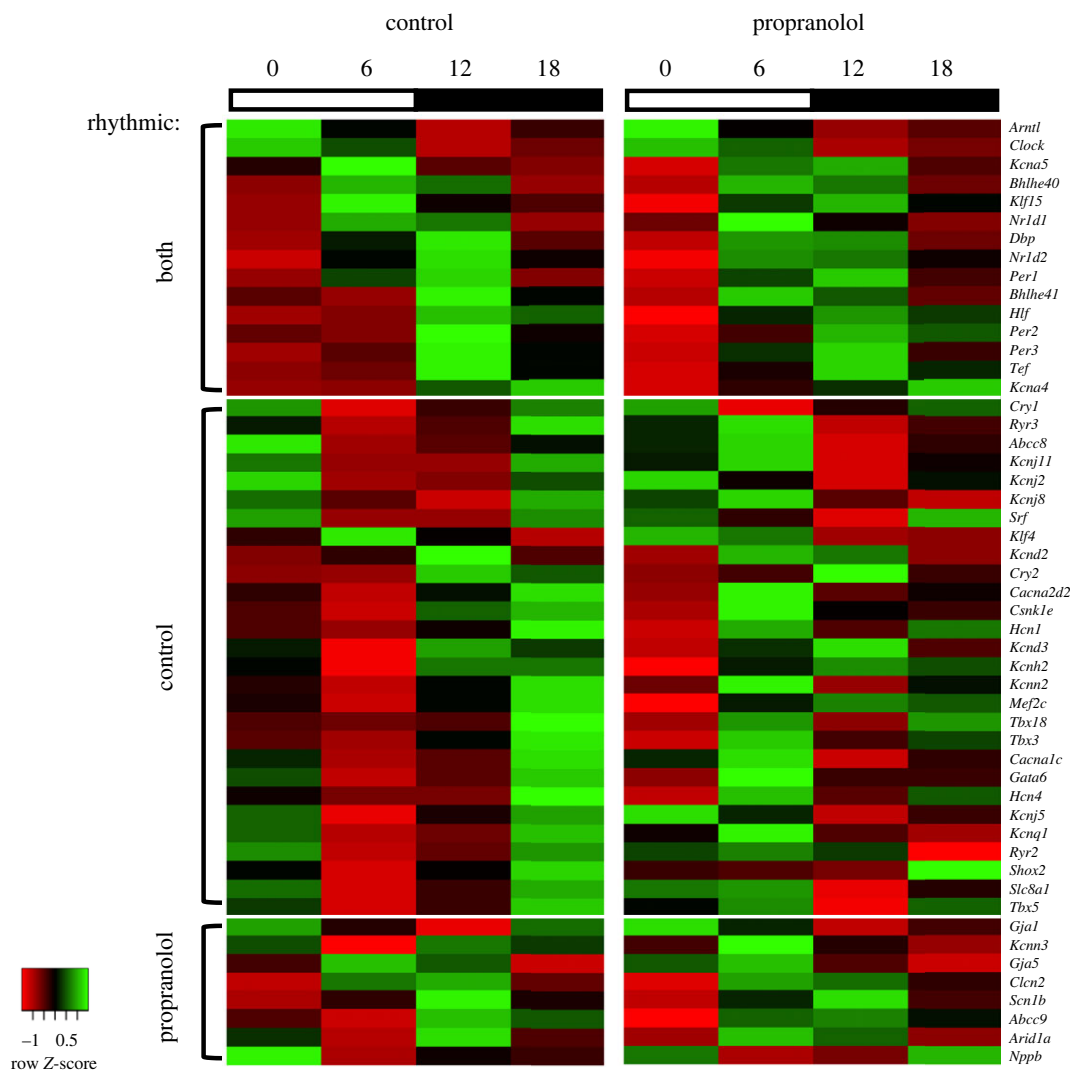 control propranolol
0 6 12 18 0 6 12 18
rhythmic:
both
Arntl
Clock
Kcna5
Bhlhe40
Klf15
Nr1d1
Dbp
Nr1d2
Per1
Bhlhe41
Hlf
Per2
Per3
Tef
Kcna4
control
Cry1
Ryr3
Abcc8
Kcnj11
Kcnj2
Kcnj8
Srf
Klf4
Kcnd2
Cry2
Cacna2d2
Csnk1e
Hcn1
Kcnd3
Kcnh2
Kcnn2
Mef2c
Tbx18
Tbx3
Cacna1c
Gata6
Hcn4
Kcnj5
Kcnq1
Ryr2
Shox2
Slc8a1
Tbx5
propranolol
Gja1
Kcnn3
Gja5
Clcn2
Scn1b
Abcc9
Arid1a
Nppb
–1 0.5
row Z-score